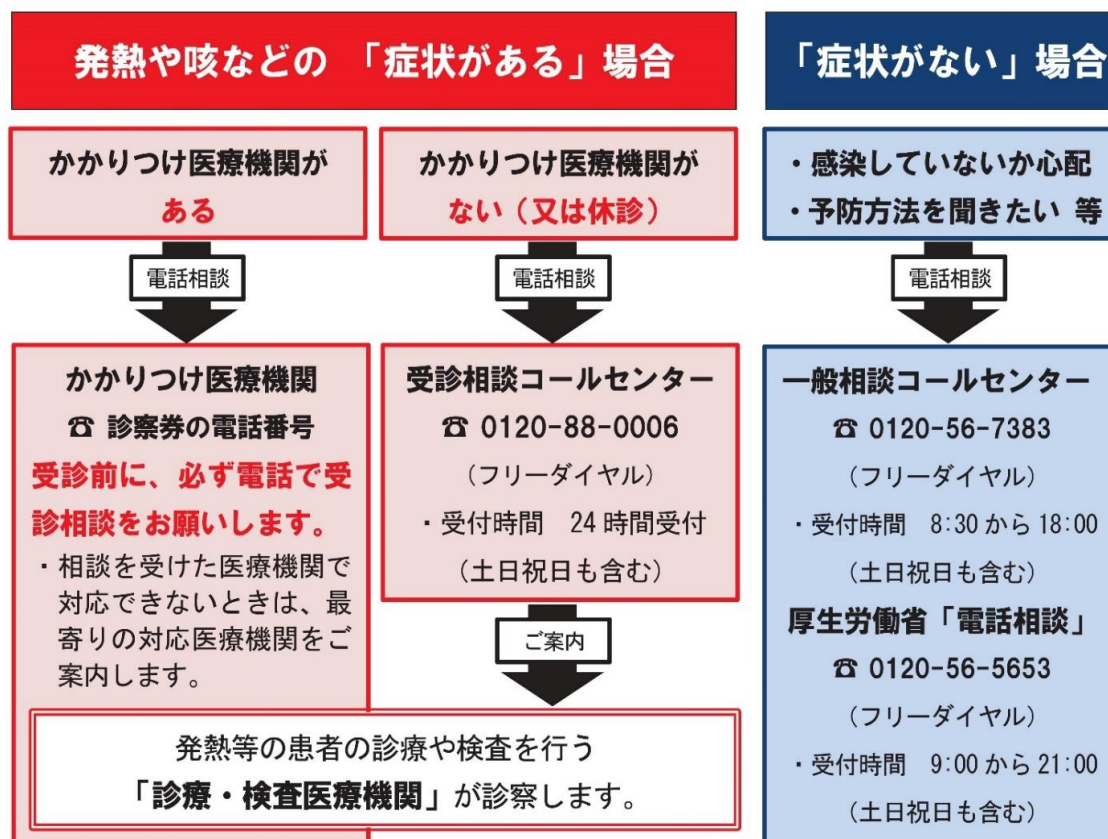 発熱や咳などの 「症状がある」場合
かかりつけ医療機関が
ある
電話相談
かかりつけ医療機関
☎ 診察券の電話番号
受診前に、必ず電話で受
診相談をお願いします。
・相談を受けた医療機関で
対応できないときは、最
寄りの対応医療機関をご
案内します。
かかりつけ医療機関が
ない（又は休診）
電話相談
受診相談コールセンター
☎ 0120-88-0006
（フリーダイヤル）
・受付時間 24時間受付
（土日祝日も含む）
ご案内
発熱等の患者の診療や検査を行う
「診療・検査医療機関」が診察します。
「症状がない」場合
・感染していないか心配
・予防方法を聞きたい 等
電話相談
一般相談コールセンター
☎ 0120-56-7383
（フリーダイヤル）
・受付時間 8:30から18:00
（土日祝日も含む）
厚生労働省「電話相談」
☎ 0120-56-5653
（フリーダイヤル）
・受付時間 9:00から21:00
（土日祝日も含む）